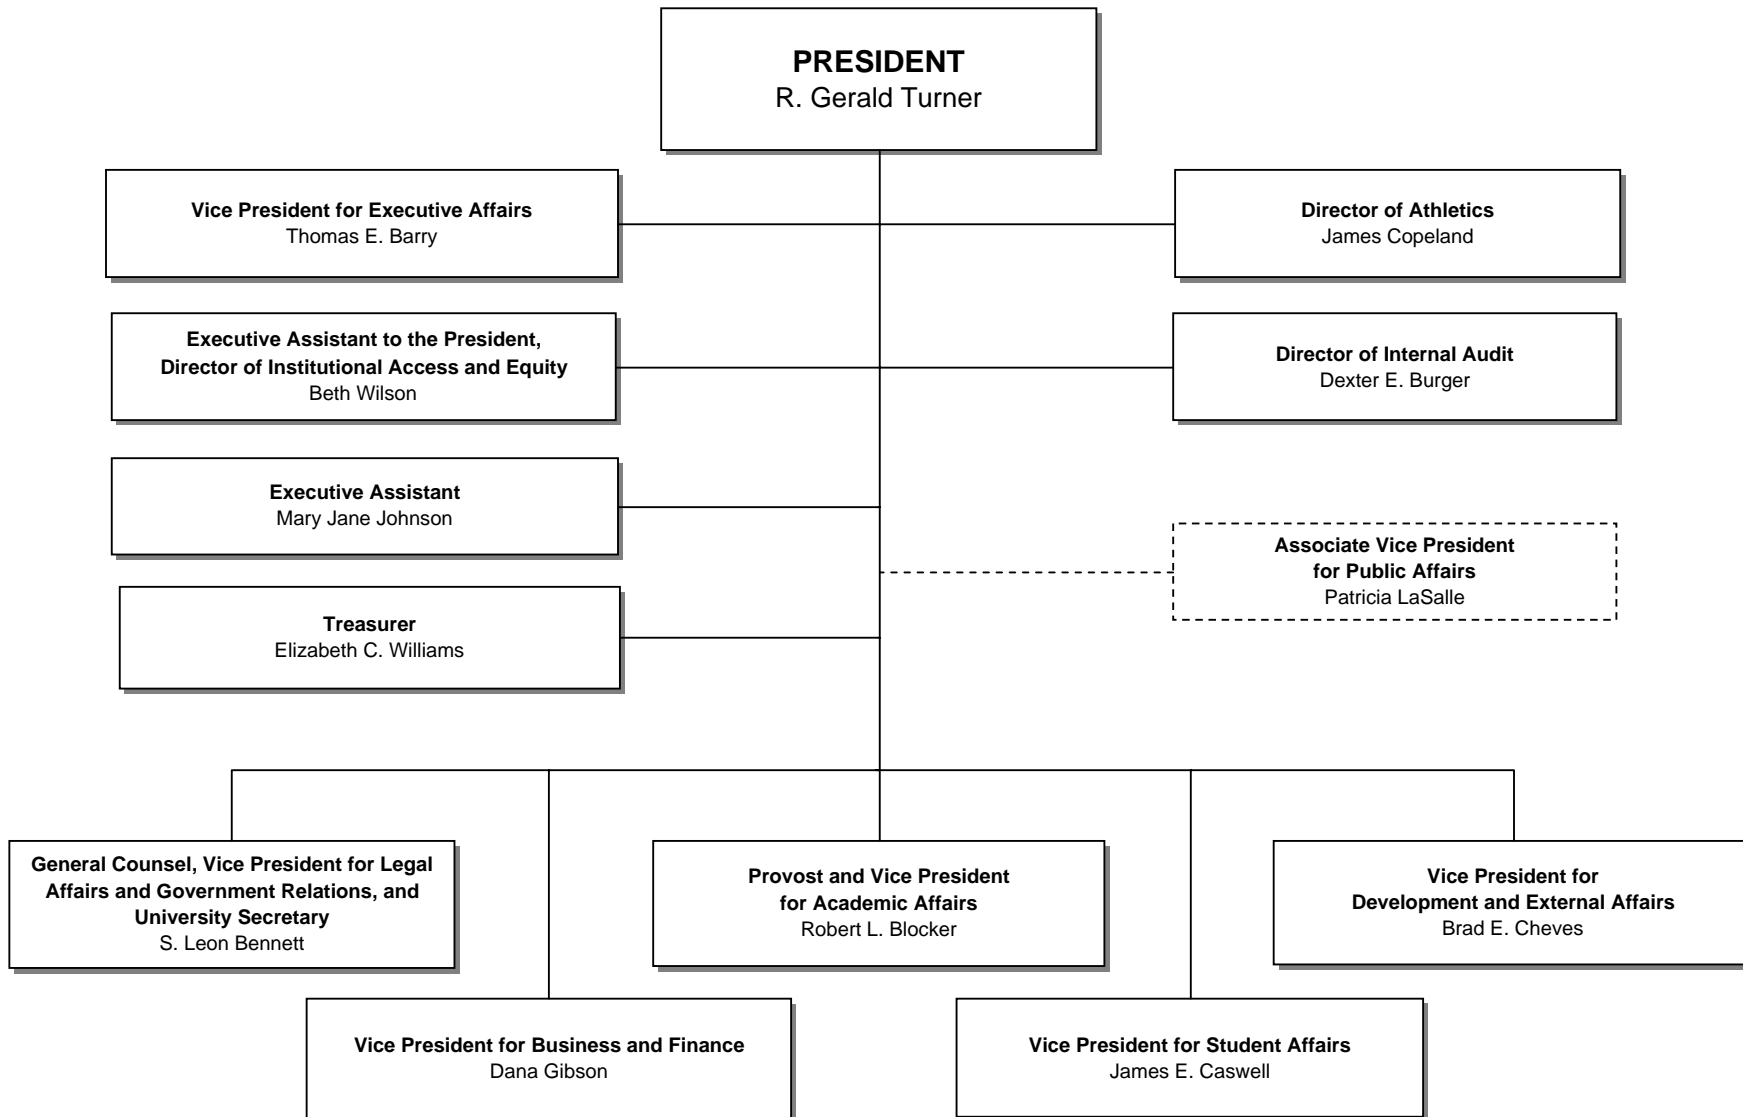 PRESIDENT
R. Gerald Turner
Vice President for Executive Affairs
Thomas E. Barry
Director of Athletics
James Copeland
Executive Assistant to the President,
Director of Institutional Access and Equity
Beth Wilson
Director of Internal Audit
Dexter E. Burger
Executive Assistant
Mary Jane Johnson
Associate Vice President
for Public Affairs
Patricia LaSalle
Treasurer
Elizabeth C. Williams
General Counsel, Vice President for Legal
Affairs and Government Relations, and
University Secretary
S. Leon Bennett
Provost and Vice President
for Academic Affairs
Robert L. Blocker
Vice President for
Development and External Affairs
Brad E. Cheves
Vice President for Business and Finance
Dana Gibson
Vice President for Student Affairs
James E. Caswell